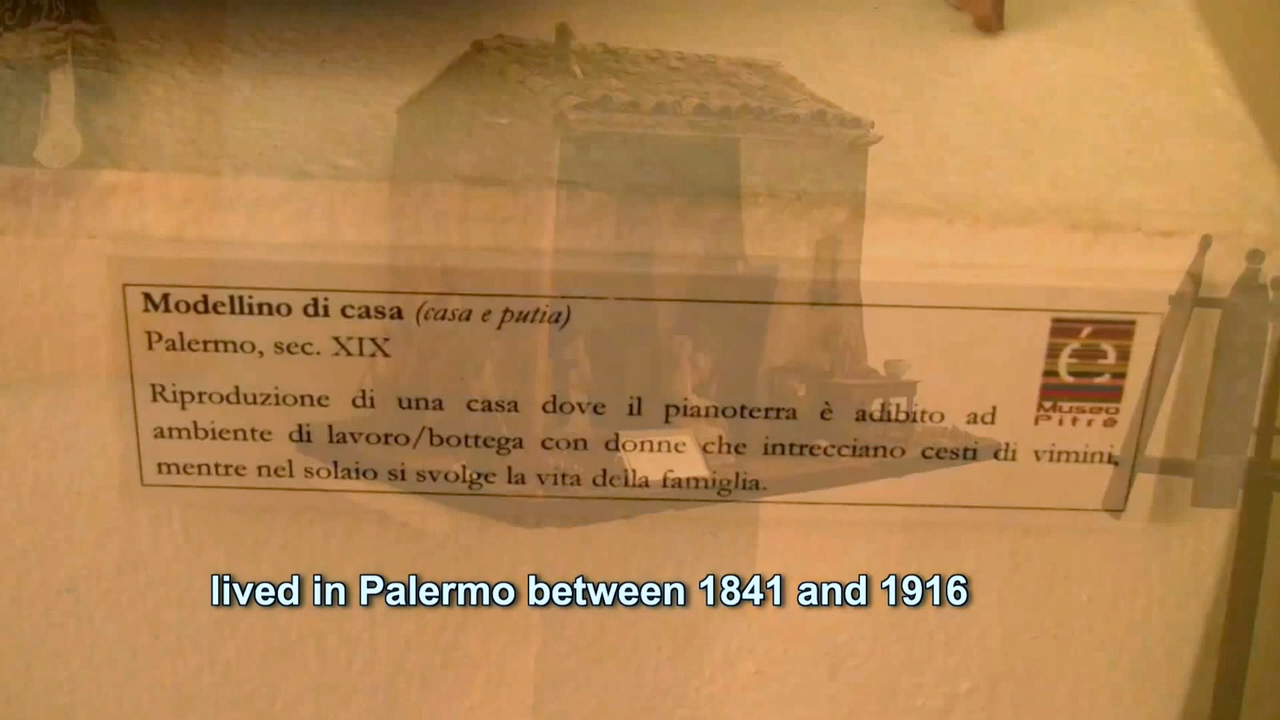 Modellino di casa (casa e putia)
Palermo, sec. XIX
Riproduzione di una casa dove il pianoterra è adibito ad
ambiente di lavoro/bottega con donne che intrecciano cesti di vimini,
mentre nel solaio si svolge la vita della famiglia.
é
Museo
Pitrè
lived in Palermo between 1841 and 1916